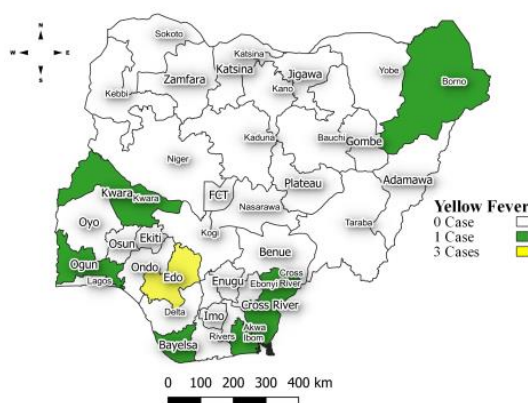 N
W E
S
Sokoto
Katsina
Zamfara
Katsina
Jigawa
Yobe
Borno
Kebbi
Kano
Kaduna
Bauchi
Gombe
Niger
Adamawa
Plateau
Kwara
Kwara
FCT
Nasarawa
Yellow Fever
0 Case
1 Case
3 Cases
Oyo
Taraba
Kogi
Ekiti
Osun
Benue
Ogun
Ondo
Edo
Lagos
Enugu
Ebonyi
Cross
River
Cross River
Delta
Imo
Akwa
Ibom
Bayelsa
Rivers
0 100 200 300 400 km